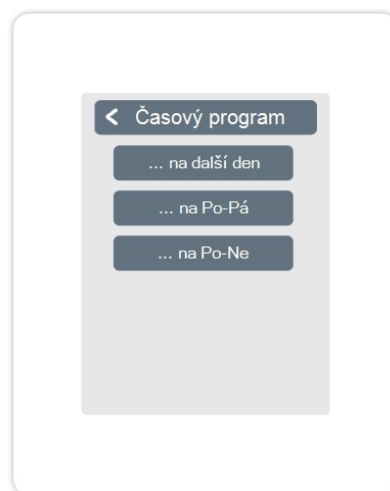 Časový program
... na další den
... na Po-Pá
... na Po-Ne